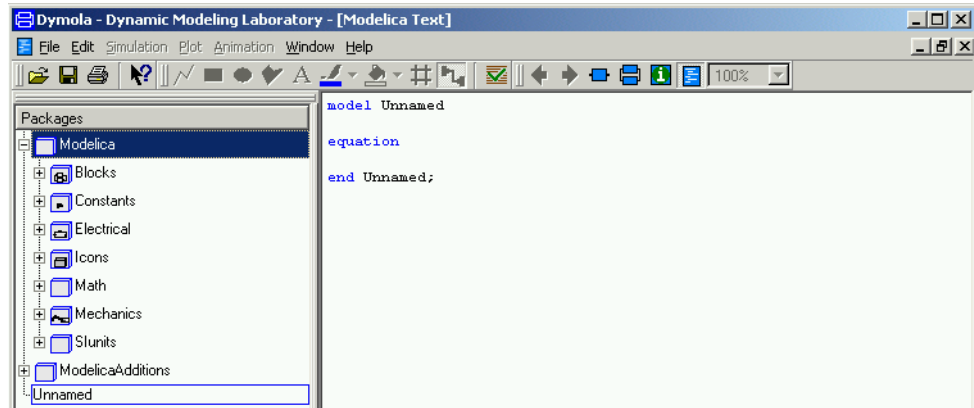 Dymola - Dynamic Modeling Laboratory - [Modelica Text]
File Edit Simulation Plot Animation Window Help
A 100%
Packages
Modelica
Blocks
Constants
Electrical
Icons
Math
Mechanics
SIunits
ModelicaAdditions
Unnamed
model Unnamed
equation
end Unnamed;